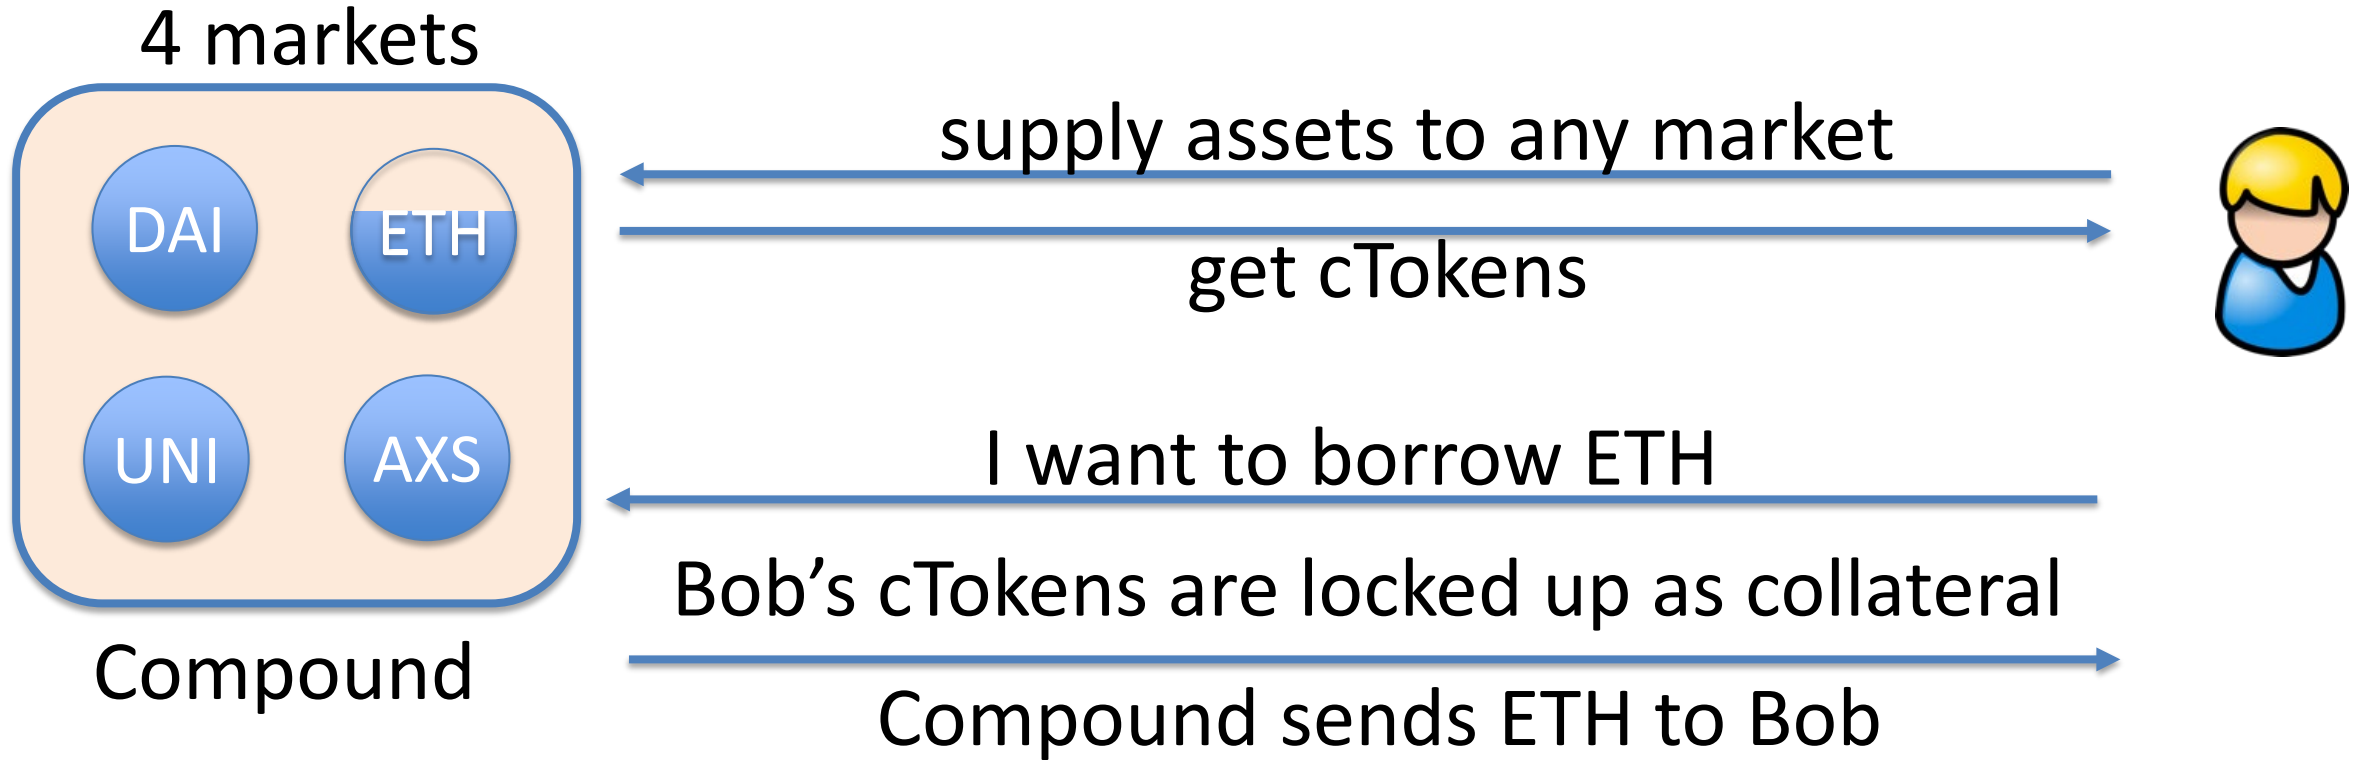 4 markets
DAI
ETH
UNI
AXS
Compound
supply assets to any market
get cTokens
I want to borrow ETH
Bob’s cTokens are locked up as collateral
Compound sends ETH to Bob